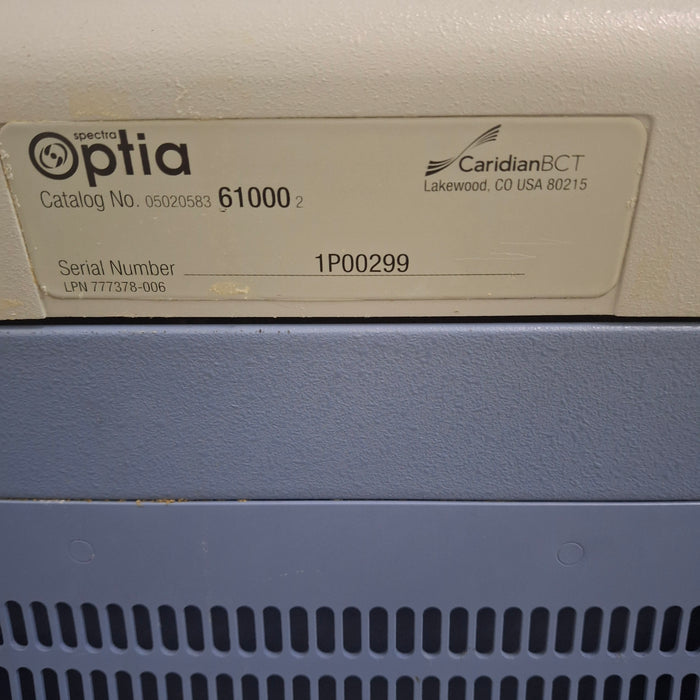 spectra
Optia
CaridianBCT
Lakewood, CO USA 80215
Catalog No. 05020583 61000 2
Serial Number 1P00299
LPN 777378-006